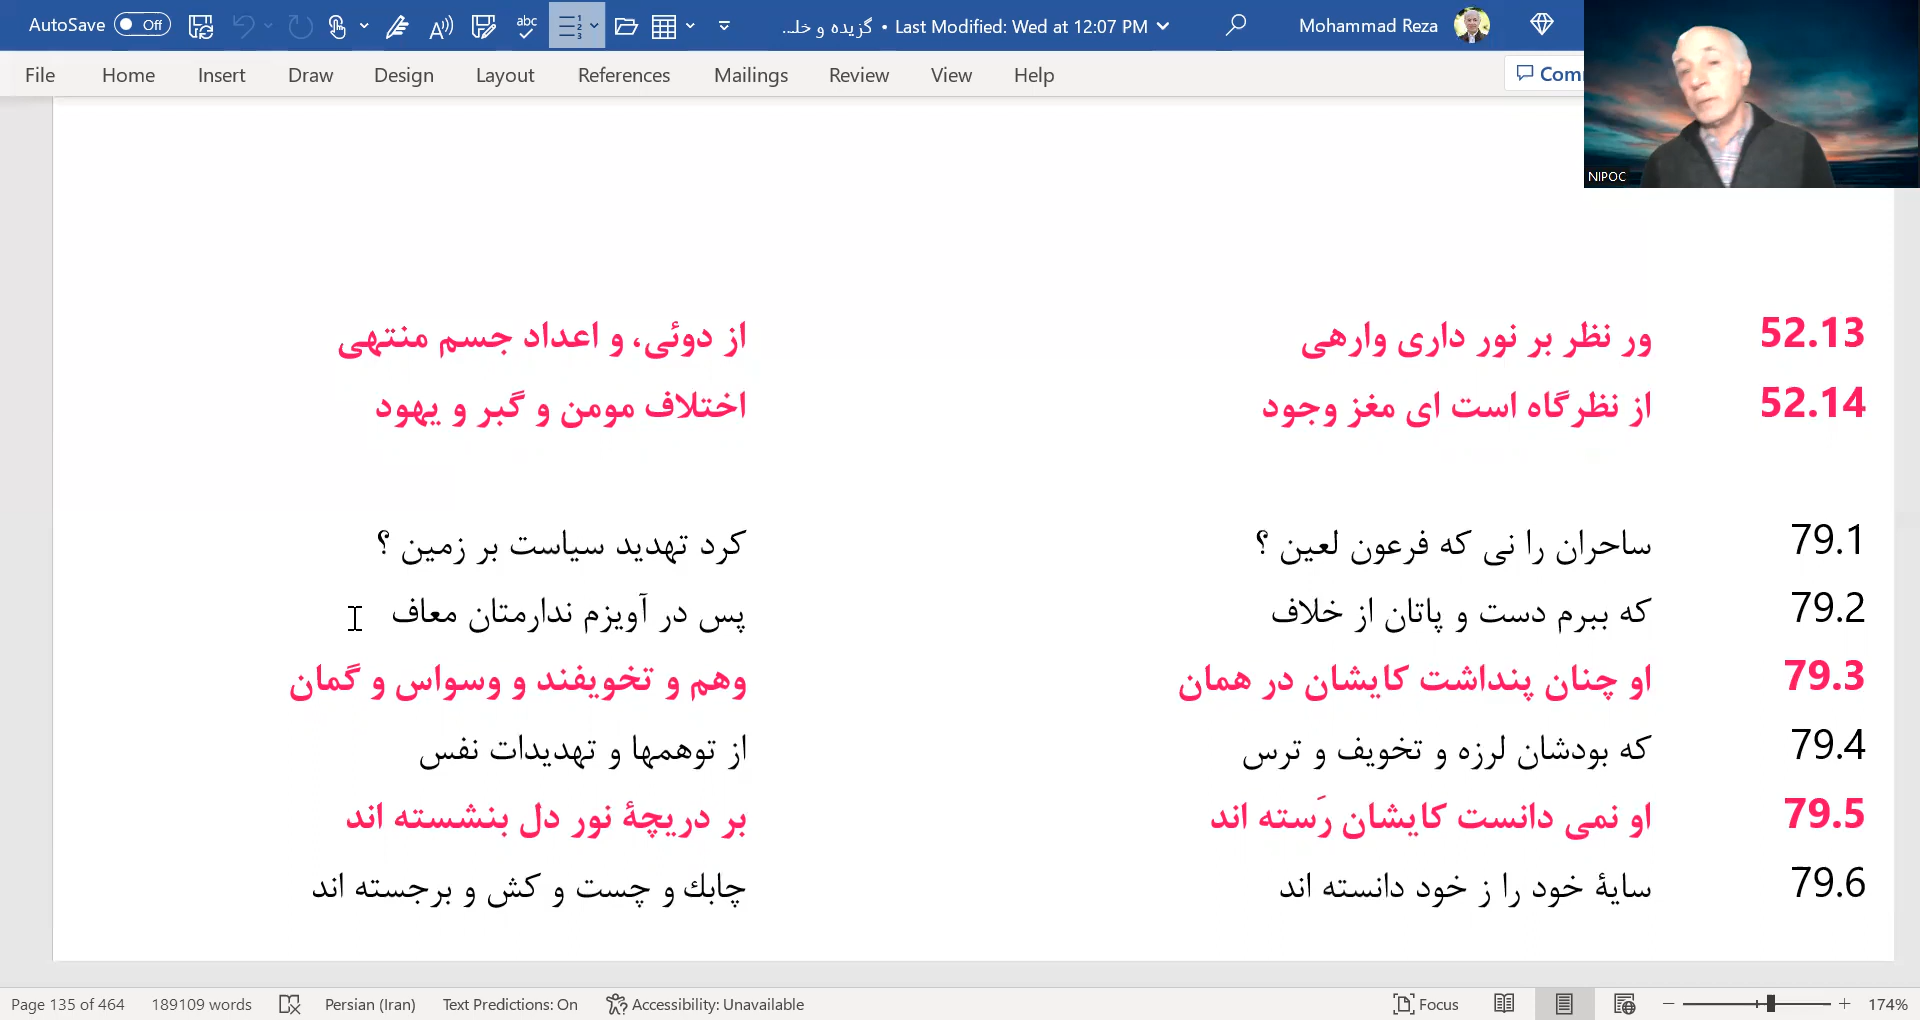 AutoSave Off abc گزیده و خل... • Last Modified: Wed at 12:07 PM Mohammad Reza
File Home Insert Draw Design Layout References Mailings Review View Help Com
NIPOC
52.13 ور نظر بر نور داری وارهی از دوئی، و اعداد جسم منتهی
52.14 از نظرگاه است ای مغز وجود اختلاف مومن و گبر و یهود
79.1 ساحران را نی که فرعون لعین ؟ کرد تهدید سیاست بر زمین ؟
79.2 که ببرم دست و پاتان از خلاف پس در آویزم ندارمتان معاف
79.3 او چنان پنداشت کایشان در همان وهم و تخویفند و وسواس و گمان
79.4 که بودشان لرزه و تخویف و ترس از توهمها و تهدیدات نفس
79.5 او نمی دانست کایشان رَسته اند بر دریچۀ نور دل بنشسته اند
79.6 سایۀ خود را ز خود دانسته اند چابك و چست و کش و برجسته اند
Page 135 of 464 189109 words Persian (Iran) Text Predictions: On Accessibility: Unavailable Focus 174%